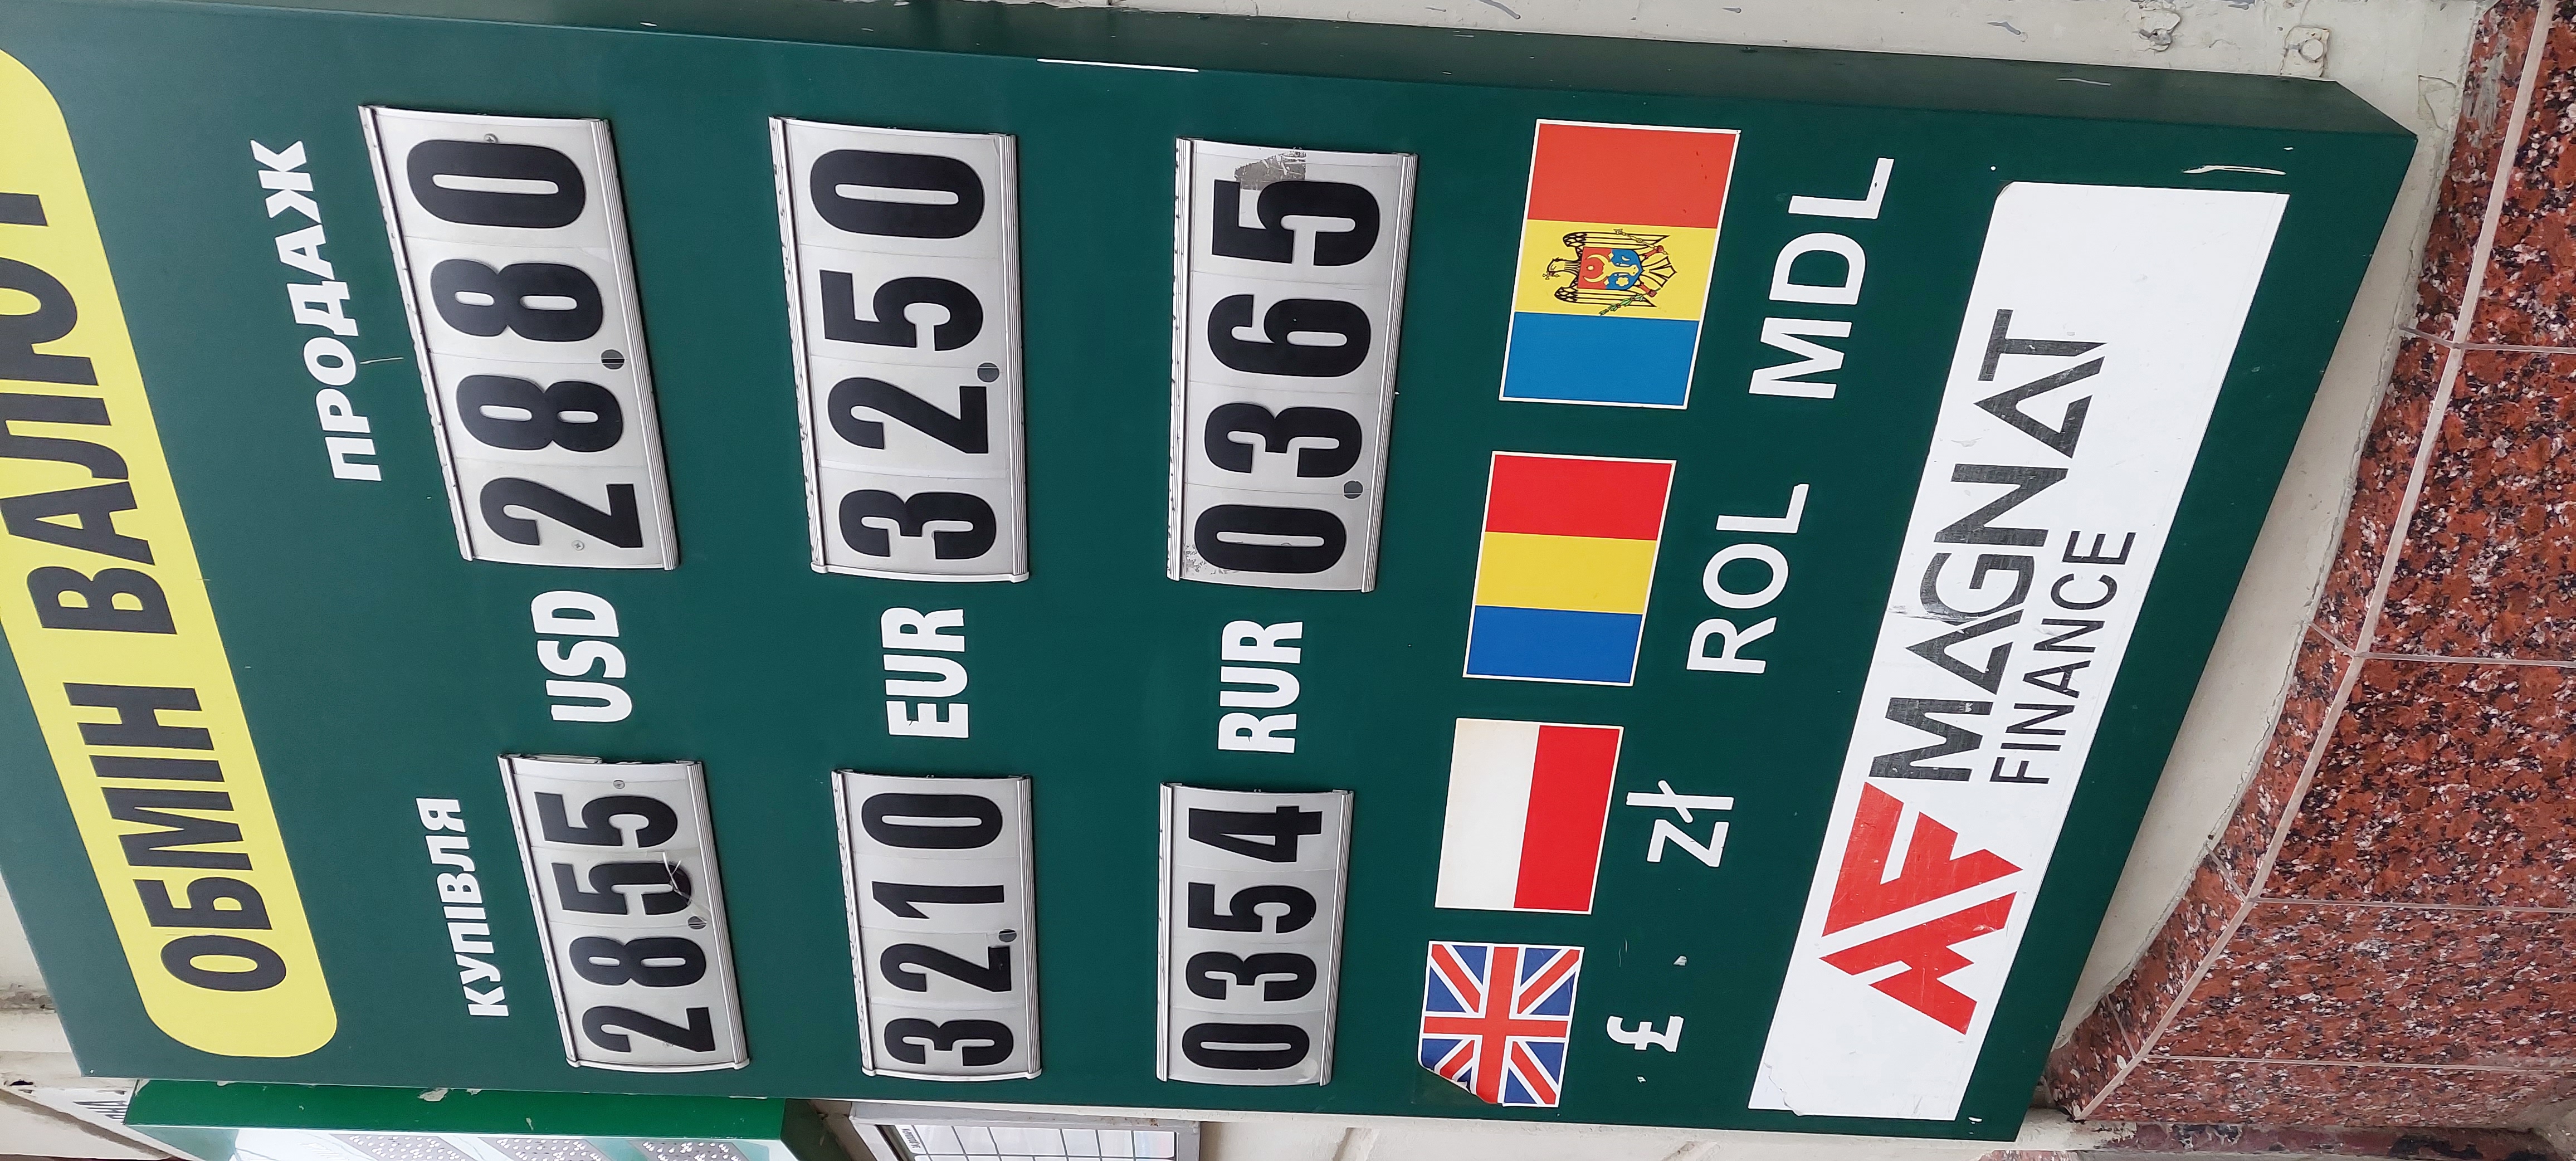 ОБМІН ВАЛЮТ
КУПІВЛЯ ПРОДАЖ
28.55 USD 28.80
32.10 EUR 32.50
0354 RUR 0.365
£ zł ROL MDL
MAGNAT
FINANCE